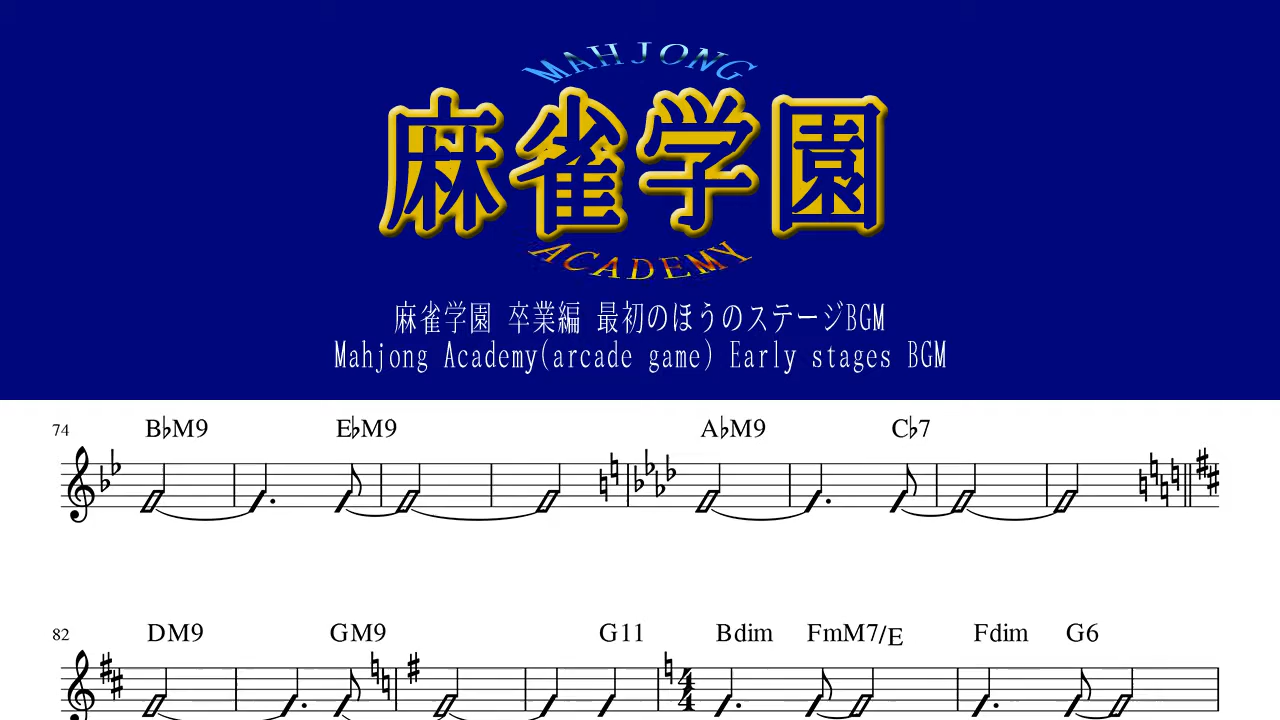 MAHJONG
麻雀学園
ACADEMY
麻雀学園 卒業編 最初のほうのステージBGM
Mahjong Academy(arcade game) Early stages BGM
74 B♭M9 E♭M9 A♭M9 C♭7
82 DM9 GM9 G11 Bdim FmM7/E Fdim G6
4
4